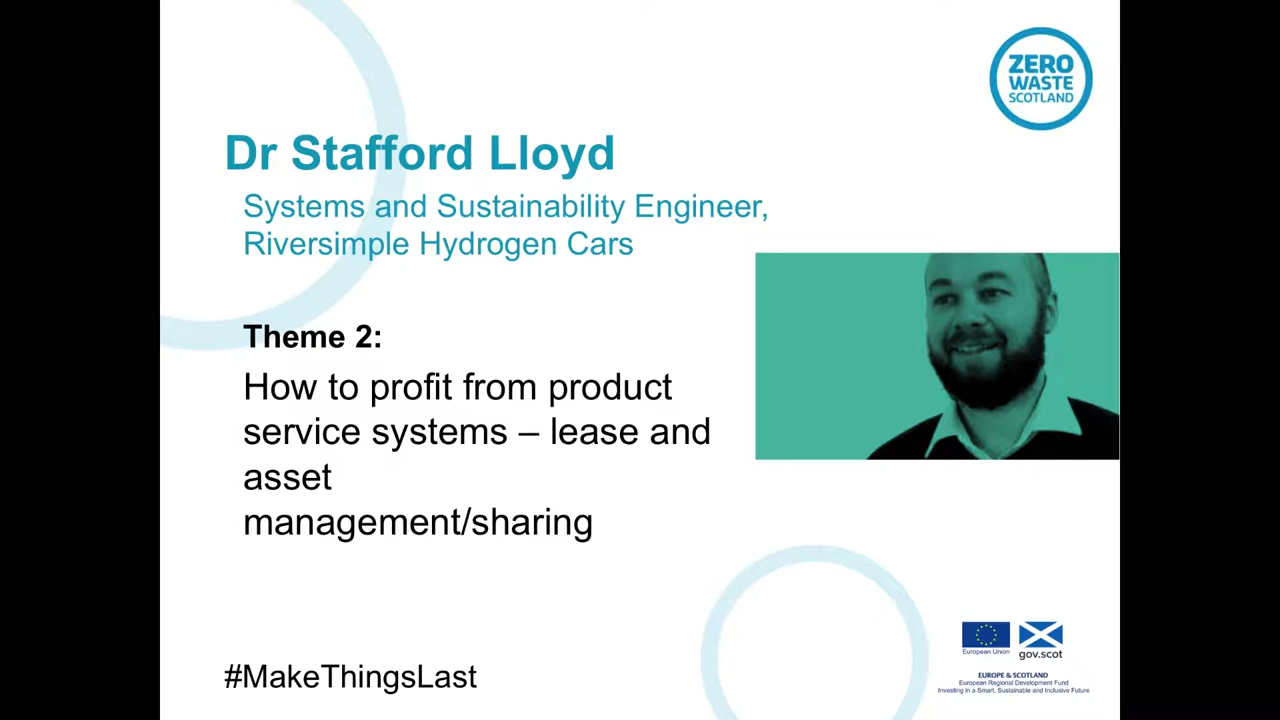 ZERO
WASTE
SCOTLAND
Dr Stafford Lloyd
Systems and Sustainability Engineer,
Riversimple Hydrogen Cars
Theme 2:
How to profit from product
service systems – lease and
asset
management/sharing
#MakeThingsLast
European Union
gov.scot
EUROPE & SCOTLAND
European Regional Development Fund
Investing in a Smart, Sustainable and Inclusive Future